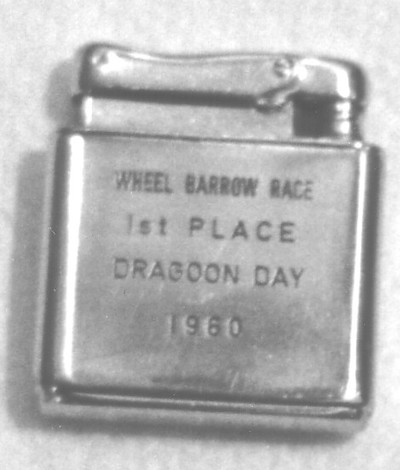 WHEEL BARROW RACE
1st PLACE
DRAGOON DAY
1960